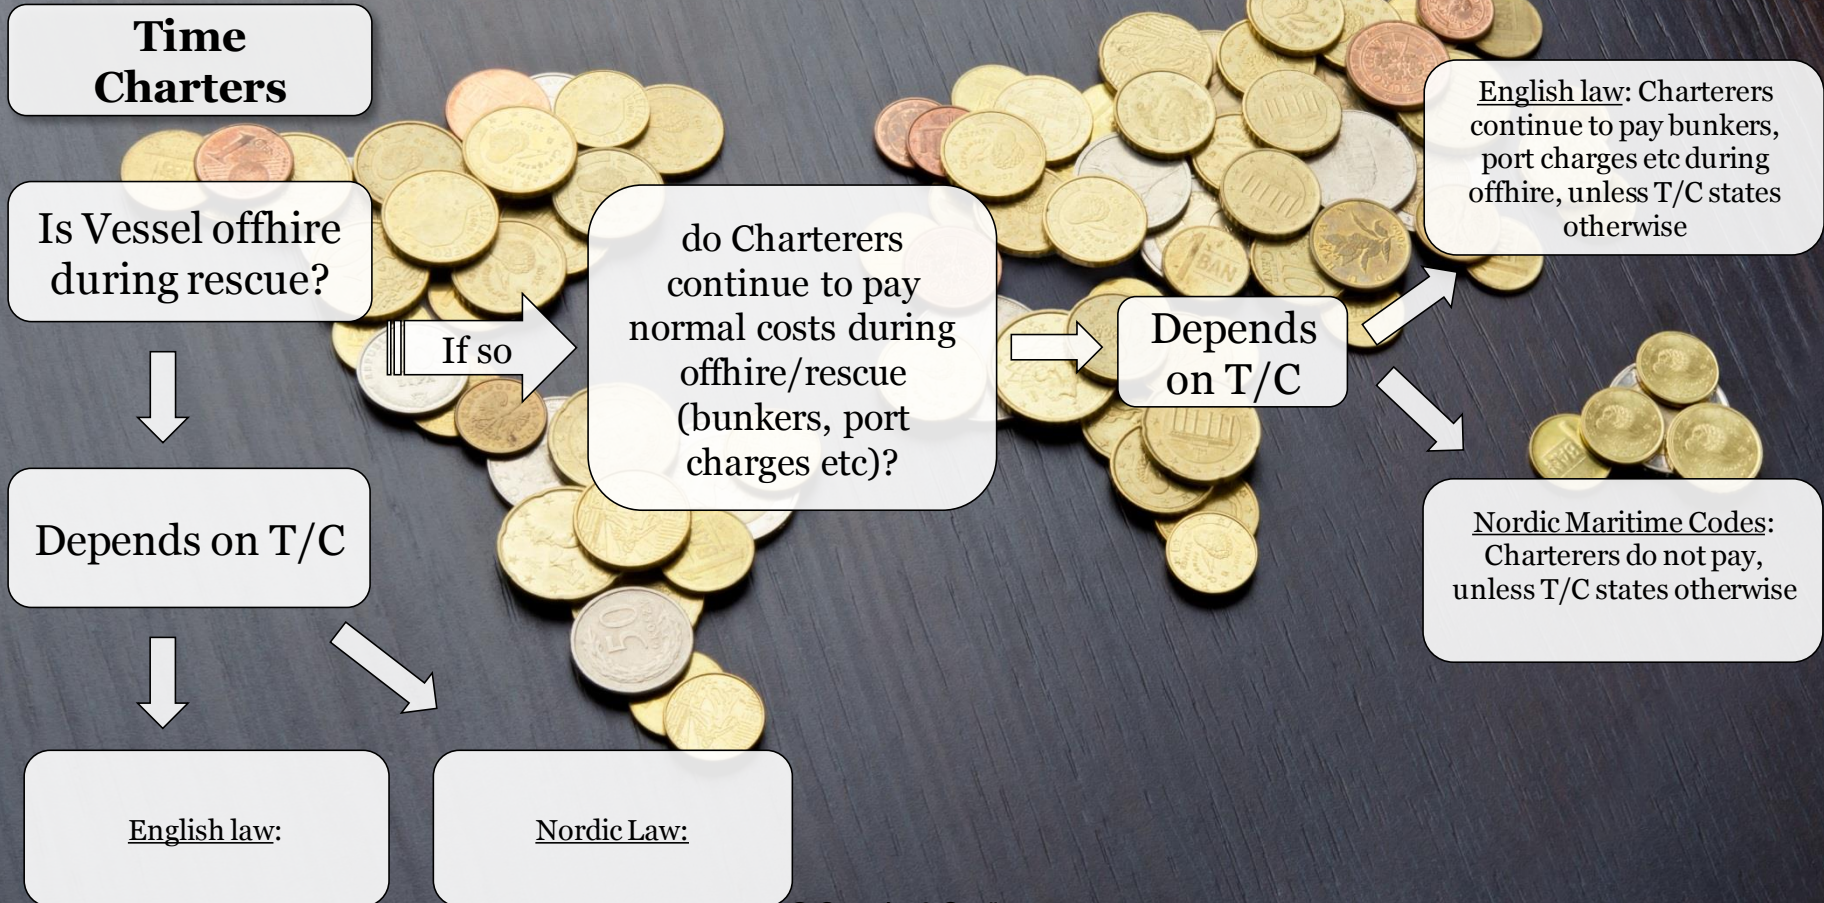 Time
Charters
Is Vessel offhire
during rescue?
If so
do Charterers
continue to pay
normal costs during
offhire/rescue
(bunkers, port
charges etc)?
Depends
on T/C
English law: Charterers
continue to pay bunkers,
port charges etc during
offhire, unless T/C states
otherwise
Nordic Maritime Codes:
Charterers do not pay,
unless T/C states otherwise
Depends on T/C
English law:
Nordic Law: